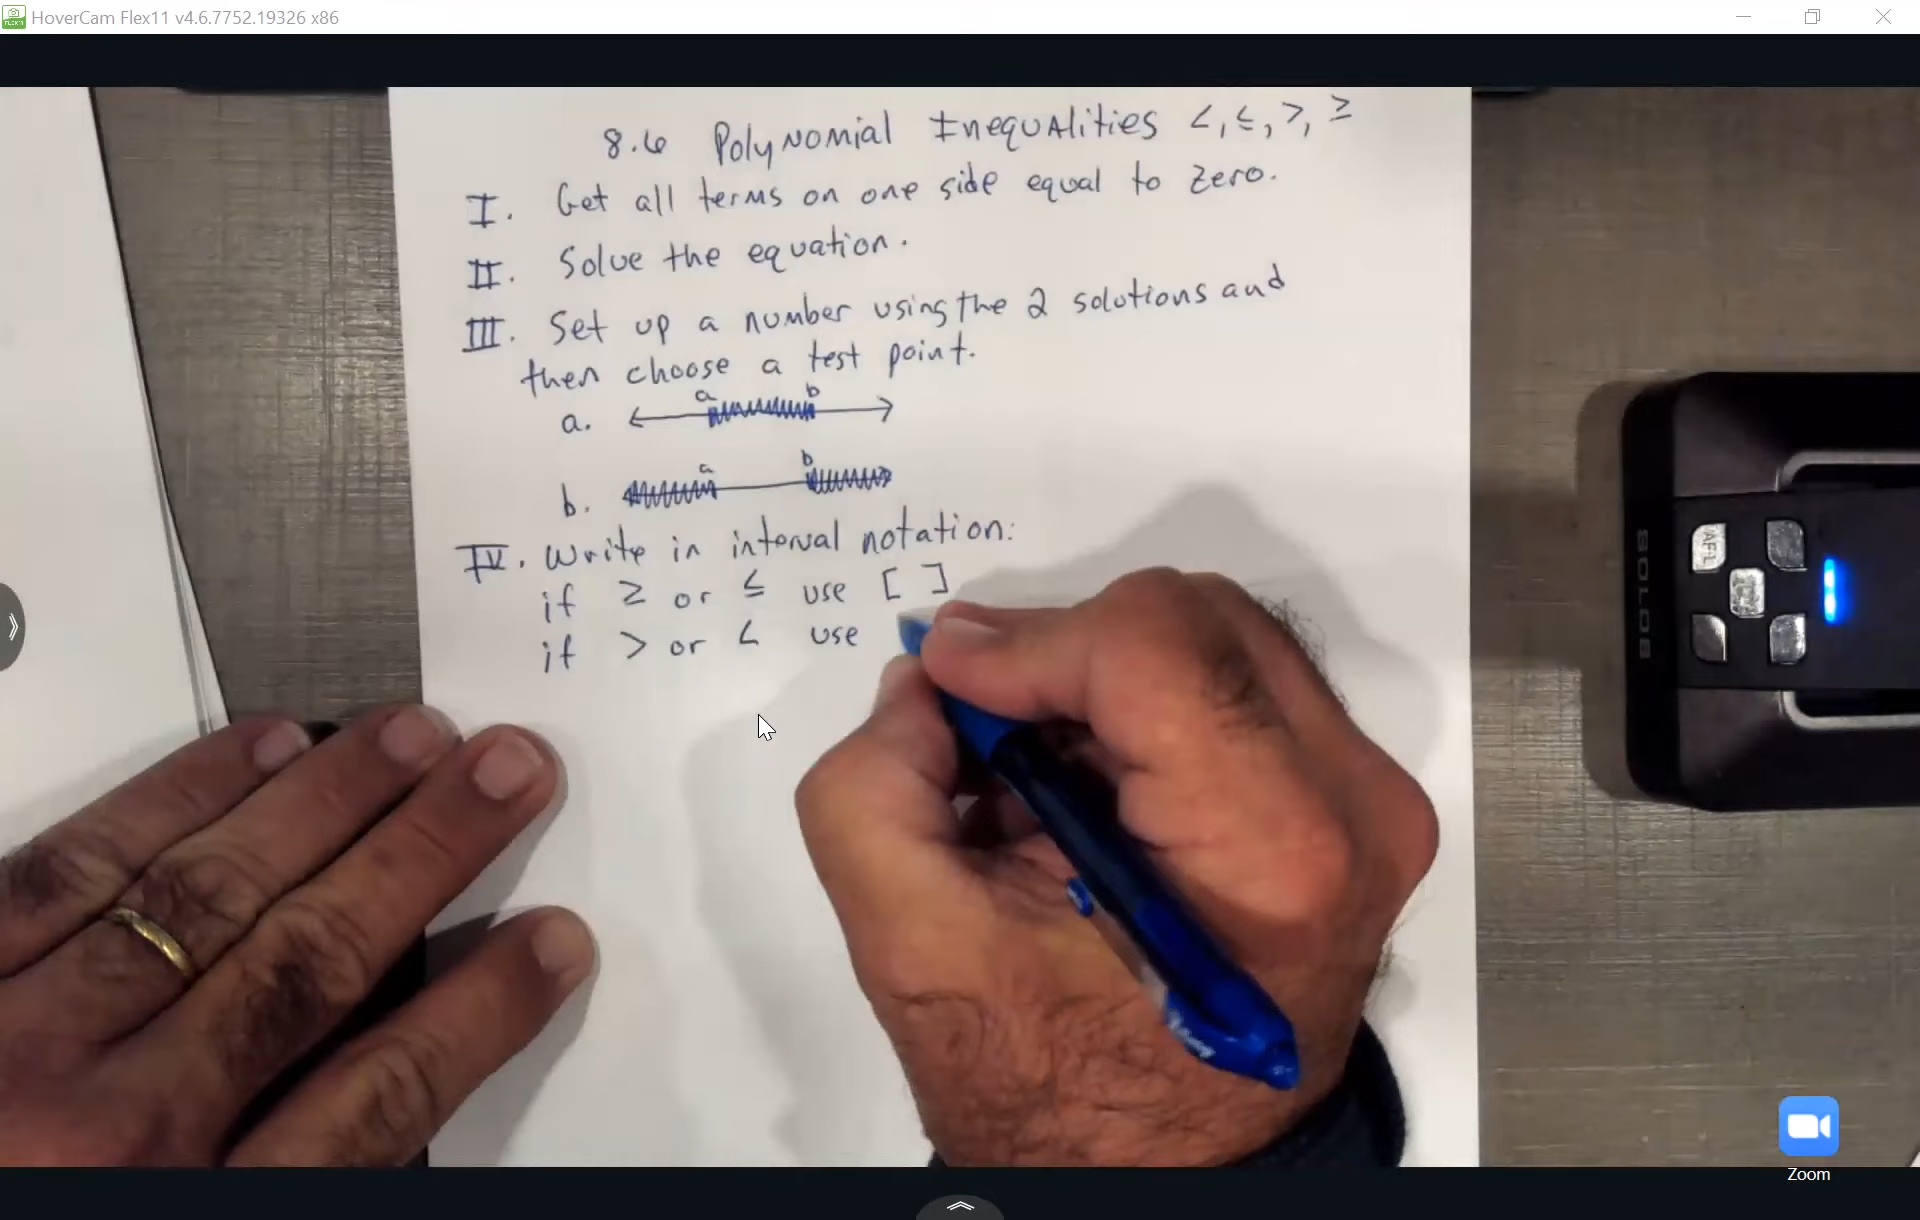 HoverCam Flex11 v4.6.7752.19326 x86
8.6 Polynomial Inequalities <, ≤, >, ≥
I. Get all terms on one side equal to zero.
II. Solve the equation.
III. Set up a number using the 2 solutions and
then choose a test point.
a. a b
b. a b
IV. Write in interval notation:
if ≥ or ≤ use [ ]
if > or < use
SOLOS
Zoom